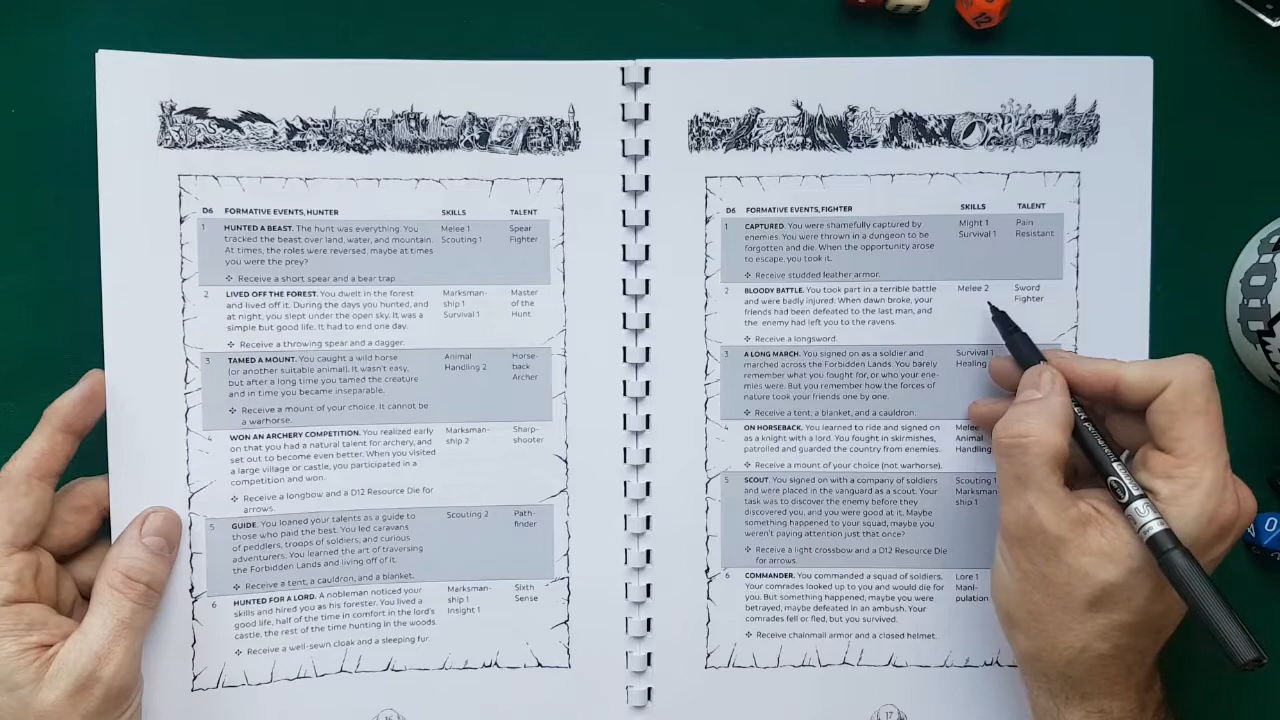 D6 FORMATIVE EVENTS, HUNTER SKILLS TALENT
1 HUNTED A BEAST. The hunt was everything. You Melee 1 Spear
tracked the beast over land, water, and mountain. Scouting 1 Fighter
At times, the roles were reversed, maybe at times
you were the prey?
❖ Receive a short spear and a bear trap.
2 LIVED OFF THE FOREST. You dwelt in the forest Marksman- Master
and lived off it. During the days you hunted, and ship 1 of the
at night, you slept under the open sky. It was a Survival 1 Hunt
simple but good life. It had to end one day.
❖ Receive a throwing spear and a dagger.
3 TAMED A MOUNT. You caught a wild horse Animal Horse-
(or another suitable animal). It wasn't easy, Handling 2 back
but after a long time you tamed the creature Archer
and in time you became inseparable.
❖ Receive a mount of your choice. It cannot be
a warhorse.
4 WON AN ARCHERY COMPETITION. You realized early Marksman- Sharp-
on that you had a natural talent for archery, and ship 2 shooter
set out to become even better. When you visited
a large village or castle, you participated in a
competition and won.
❖ Receive a longbow and a D12 Resource Die for
arrows.
5 GUIDE. You loaned your talents as a guide to Scouting 2 Path-
those who paid the best. You led caravans finder
of peddlers, troops of soldiers, and curious
adventurers. You learned the art of traversing
the Forbidden Lands and living off of it.
❖ Receive a tent, a cauldron, and a blanket.
6 HUNTED FOR A LORD. A nobleman noticed your Marksman- Sixth
skills and hired you as his forester. You lived a ship 1 Sense
good life, half of the time in comfort in the lord's Insight 1
castle, the rest of the time hunting in the woods.
❖ Receive a well-sewn cloak and a sleeping fur.
16
D6 FORMATIVE EVENTS, FIGHTER SKILLS TALENT
1 CAPTURED. You were shamefully captured by Might 1 Pain
enemies. You were thrown in a dungeon to be Survival 1 Resistant
forgotten and die. When the opportunity arose
to escape, you took it.
❖ Receive studded leather armor.
2 BLOODY BATTLE. You took part in a terrible battle Melee 2 Sword
and were badly injured. When dawn broke, your Fighter
friends had been defeated to the last man, and
the enemy had left you to the ravens.
❖ Receive a longsword.
3 A LONG MARCH. You signed on as a soldier and Survival 1
marched across the Forbidden Lands. You barely Healing
remember what you fought for, or who your ene-
mies were. But you remember how the forces of
nature took your friends one by one.
❖ Receive a tent, a blanket, and a cauldron.
4 ON HORSEBACK. You learned to ride and signed on Melee
as a knight with a lord. You fought in skirmishes, Animal
patrolled and guarded the country from enemies. Handling
❖ Receive a mount of your choice (not warhorse).
5 SCOUT. You signed on with a company of soldiers Scouting 1
and were placed in the vanguard as a scout. Your Marksman-
task was to discover the enemy before they ship 1
discovered you, and you were good at it. Maybe
something happened to your squad, maybe you
weren't paying attention just that once?
❖ Receive a light crossbow and a D12 Resource Die
for arrows.
6 COMMANDER. You commanded a squad of soldiers. Lore 1
Your comrades looked up to you and would die for Mani-
you. But something happened, maybe you were pulation
betrayed, maybe defeated in an ambush. Your
comrades fell or fled, but you survived.
❖ Receive chainmail armor and a closed helmet.
17
permanent
12